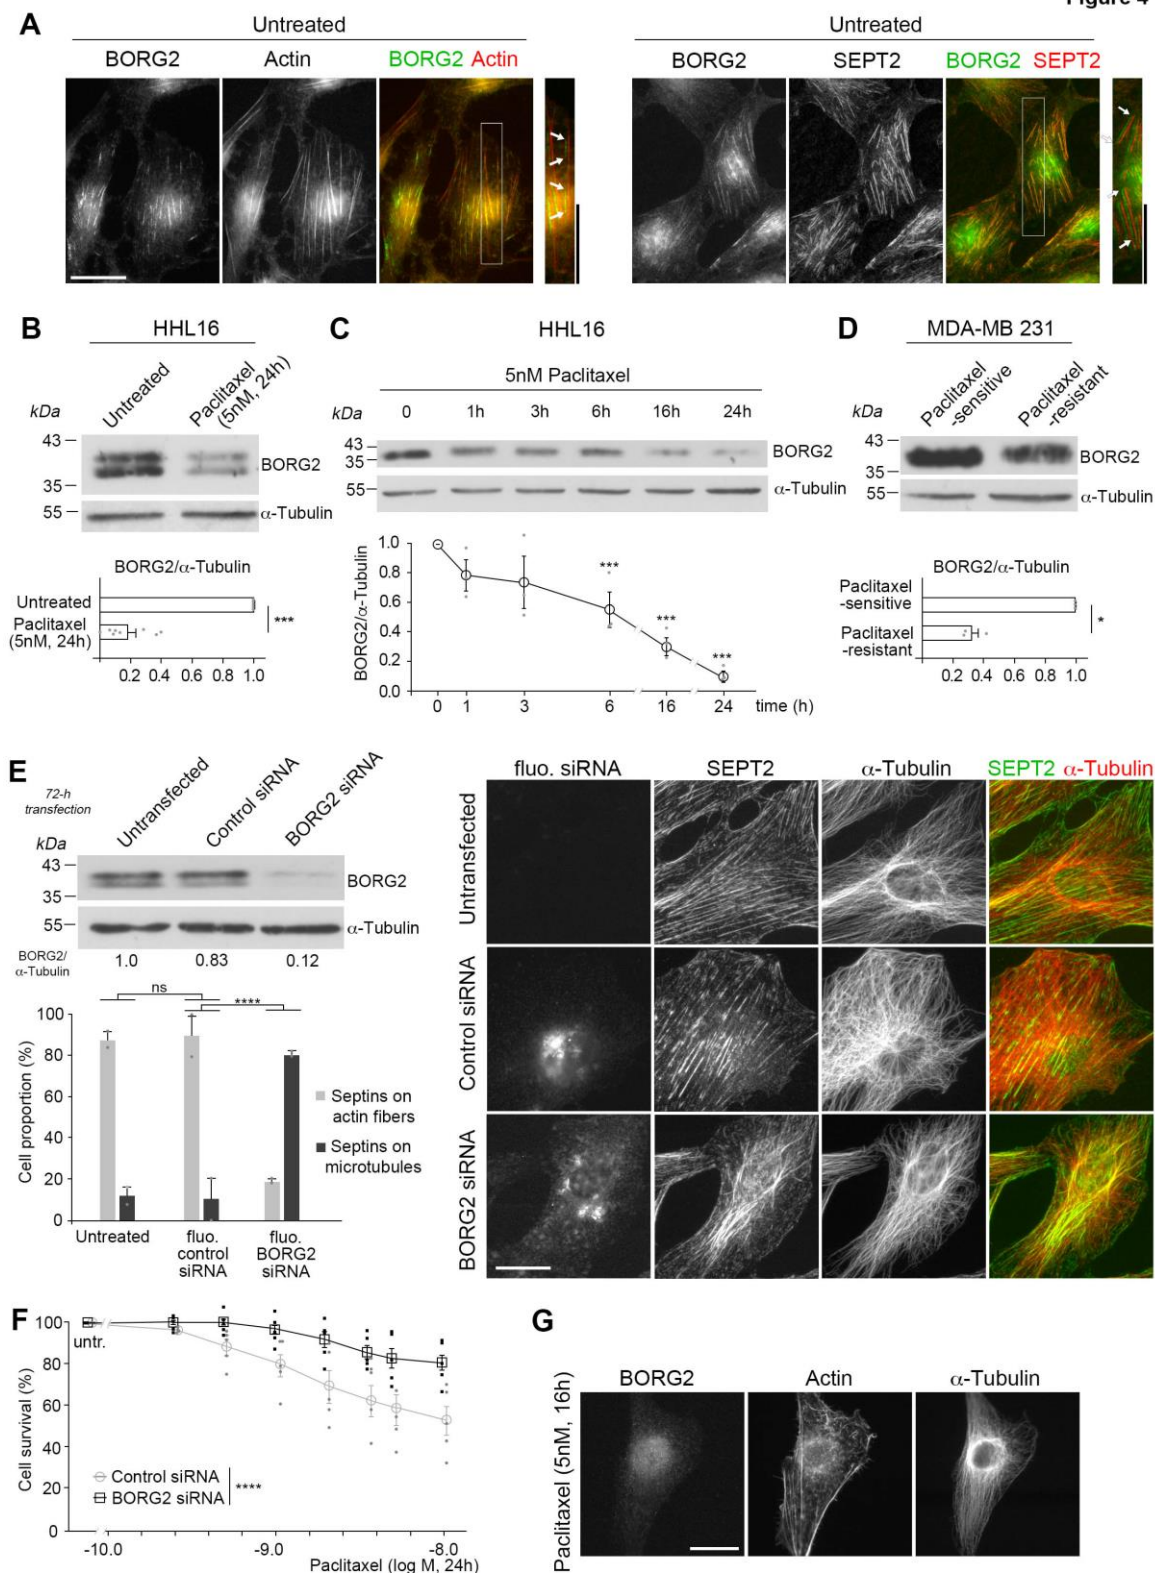 Figure 4
A
Untreated
BORG2 Actin BORG2 Actin
Untreated
BORG2 SEPT2 BORG2 SEPT2
B
HHL16
Untreated
Paclitaxel
(5nM, 24h)
kDa
43
35
55
BORG2
α-Tubulin
BORG2/α-Tubulin
Untreated
Paclitaxel
(5nM, 24h)
***
0.2 0.4 0.6 0.8 1.0
C
HHL16
5nM Paclitaxel
kDa 0 1h 3h 6h 16h 24h
43
35
55
BORG2
α-Tubulin
BORG2/α-Tubulin
1.0
0.8
0.6
0.4
0.2
0.0
***
***
***
0 1 3 6 16 24 time (h)
D
MDA-MB 231
Paclitaxel
-sensitive
Paclitaxel
-resistant
kDa
43
35
55
BORG2
α-Tubulin
BORG2/α-Tubulin
Paclitaxel
-sensitive
Paclitaxel
-resistant
*
0.2 0.4 0.6 0.8 1.0
E
72-h
transfection
Untransfected
Control siRNA
BORG2 siRNA
kDa
43
35
55
BORG2
α-Tubulin
BORG2/
α-Tubulin
1.0 0.83 0.12
ns
****
Cell proportion (%)
100
80
60
40
20
0
Septins on
actin fibers
Septins on
microtubules
Untreated
fluo.
control
siRNA
fluo.
BORG2
siRNA
fluo. siRNA SEPT2 α-Tubulin SEPT2 α-Tubulin
Untransfected
Control siRNA
BORG2 siRNA
F
Cell survival (%)
100
80
60
40
20
0
untr.
Control siRNA
BORG2 siRNA
****
-10.0 -9.0 -8.0
Paclitaxel (log M, 24h)
G
Paclitaxel (5nM, 16h)
BORG2 Actin α-Tubulin